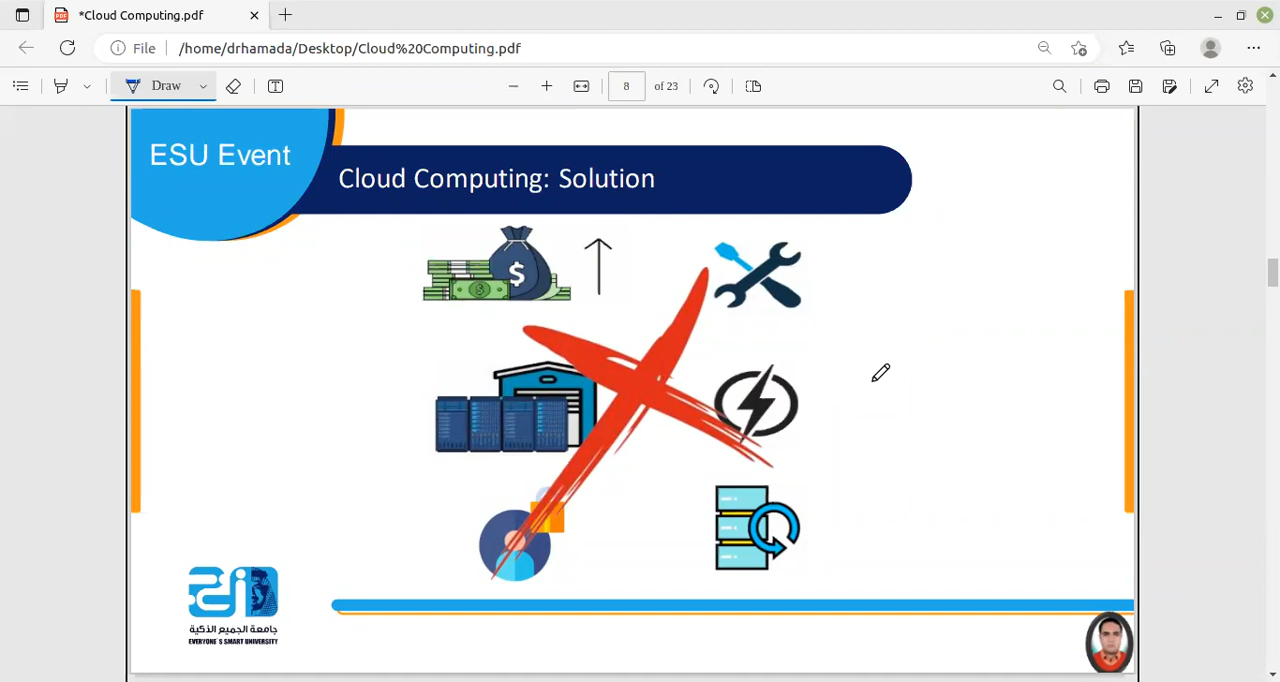 *Cloud Computing.pdf
File
/home/drhamada/Desktop/Cloud%20Computing.pdf
Draw
8 of 23
ESU Event
Cloud Computing: Solution
$
جامعة الجميع الذكية
EVERYONE`S SMART UNIVERSITY